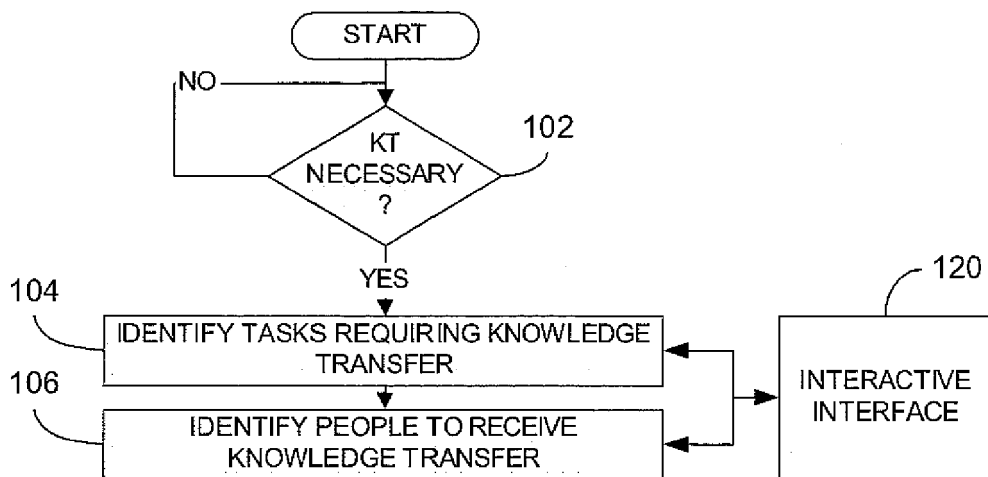 START
NO
KT
NECESSARY
?
102
YES
104
120
IDENTIFY TASKS REQUIRING KNOWLEDGE
TRANSFER
106
INTERACTIVE
INTERFACE
IDENTIFY PEOPLE TO RECEIVE
KNOWLEDGE TRANSFER